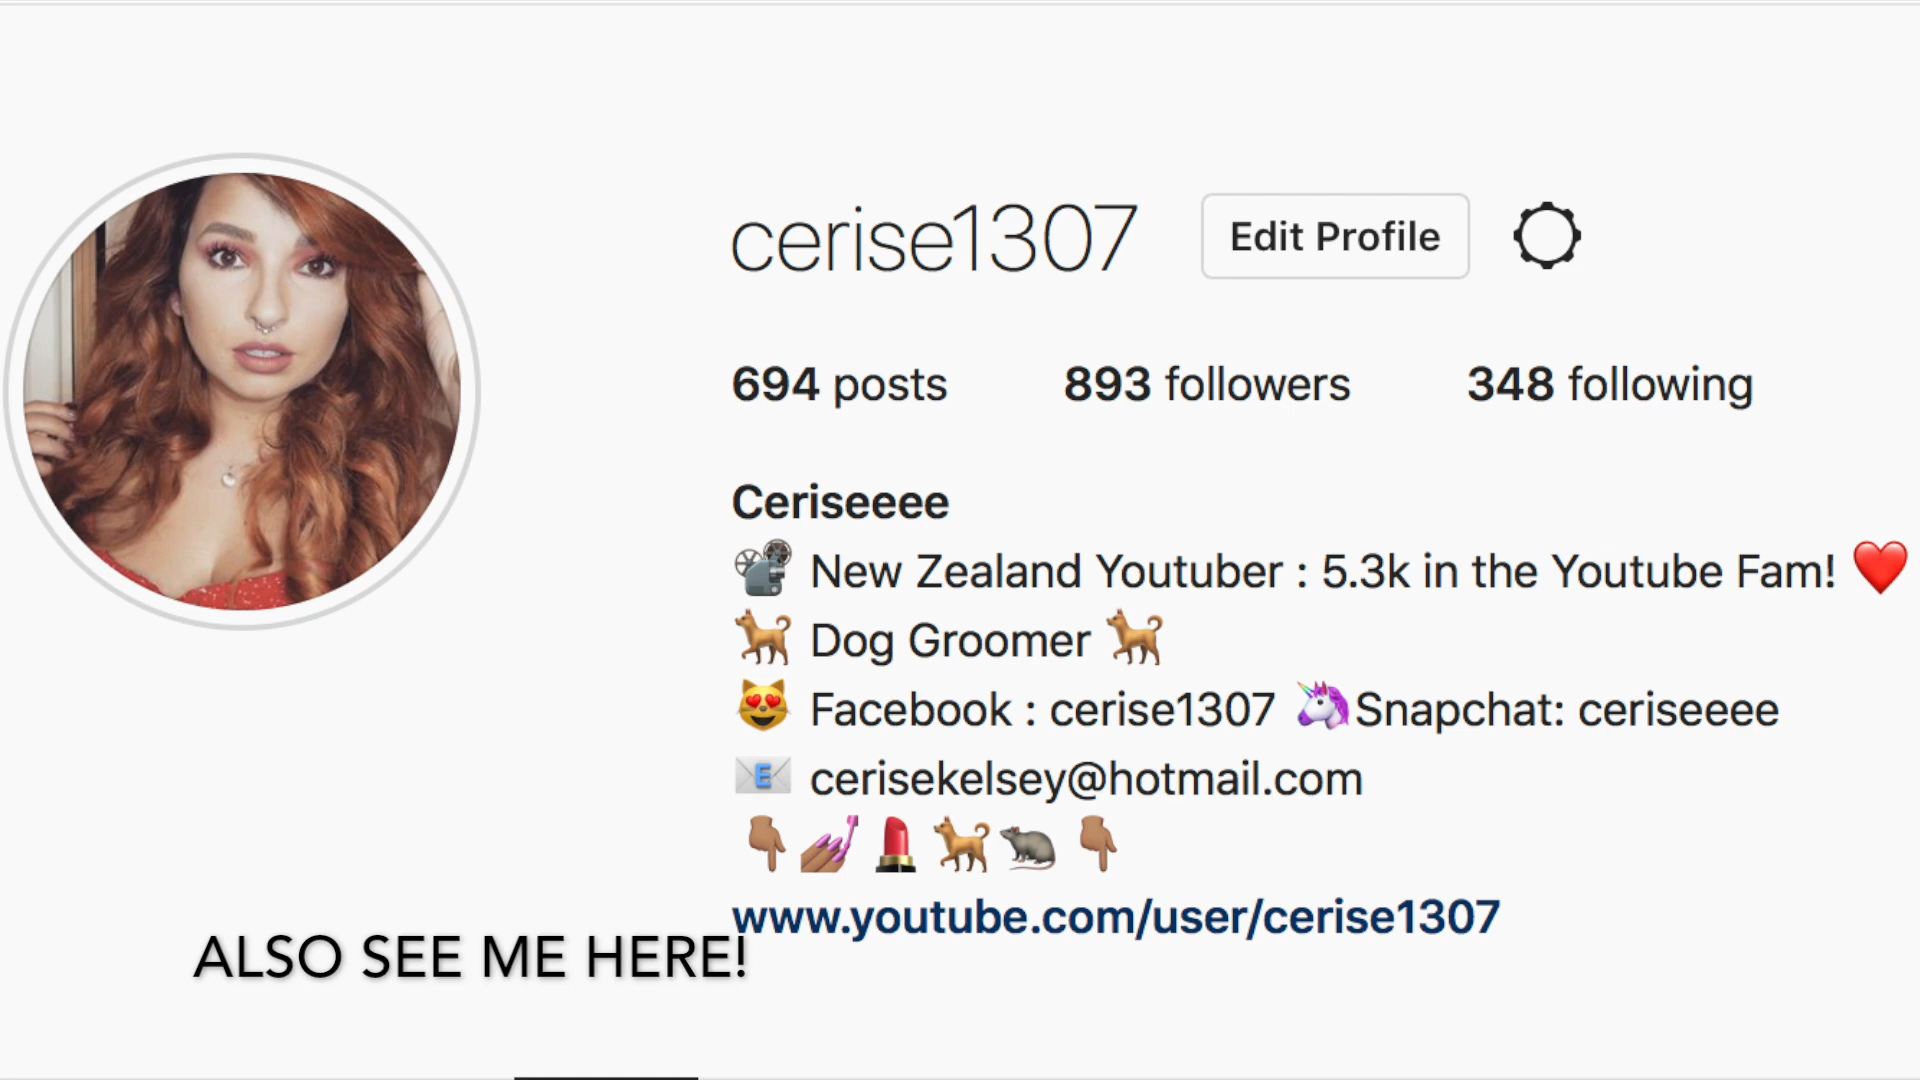 cerise1307 Edit Profile
694 posts 893 followers 348 following
Ceriseeee
🎥 New Zealand Youtuber : 5.3k in the Youtube Fam! ❤️
🐕 Dog Groomer 🐕
😻 Facebook : cerise1307 🦄Snapchat: ceriseeee
📧 cerisekelsey@hotmail.com
👇🏽💅🏽💄🐕🐀👇🏽
www.youtube.com/user/cerise1307
ALSO SEE ME HERE!